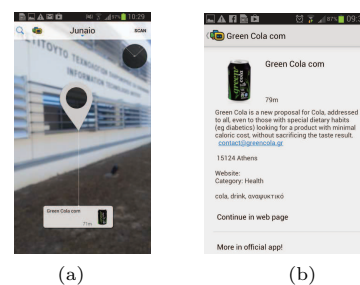 10:29
Junaio
SCAN
Green Cola com
71m
(a)
87% 09:3
Green Cola com
Green Cola com
79m
Green Cola is a new proposal for Cola, addressed
to all, even to those with special dietary habits
(eg diabetics) looking for a product with minimal
caloric cost, without sacrificing the taste result.
contact@greencola.gr
15124 Athens
Website:
Category: Health
cola, drink, αναψυκτικό
Continue in web page
More in official app!
(b)